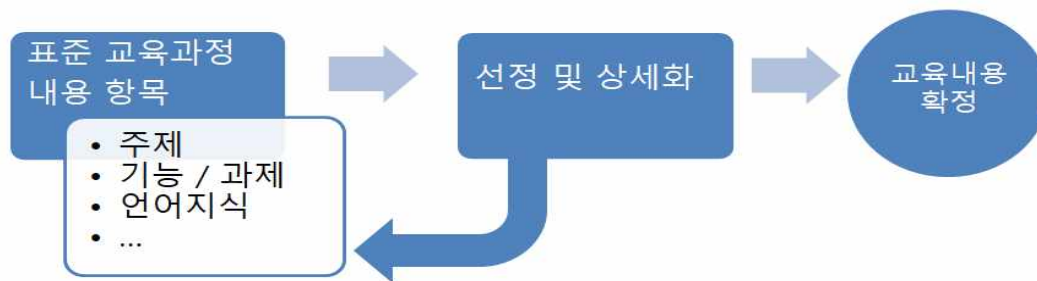 표준 교육과정
내용 항목
• 주제
• 기능 / 과제
• 언어지식
• ...
선정 및 상세화
교육내용
확정